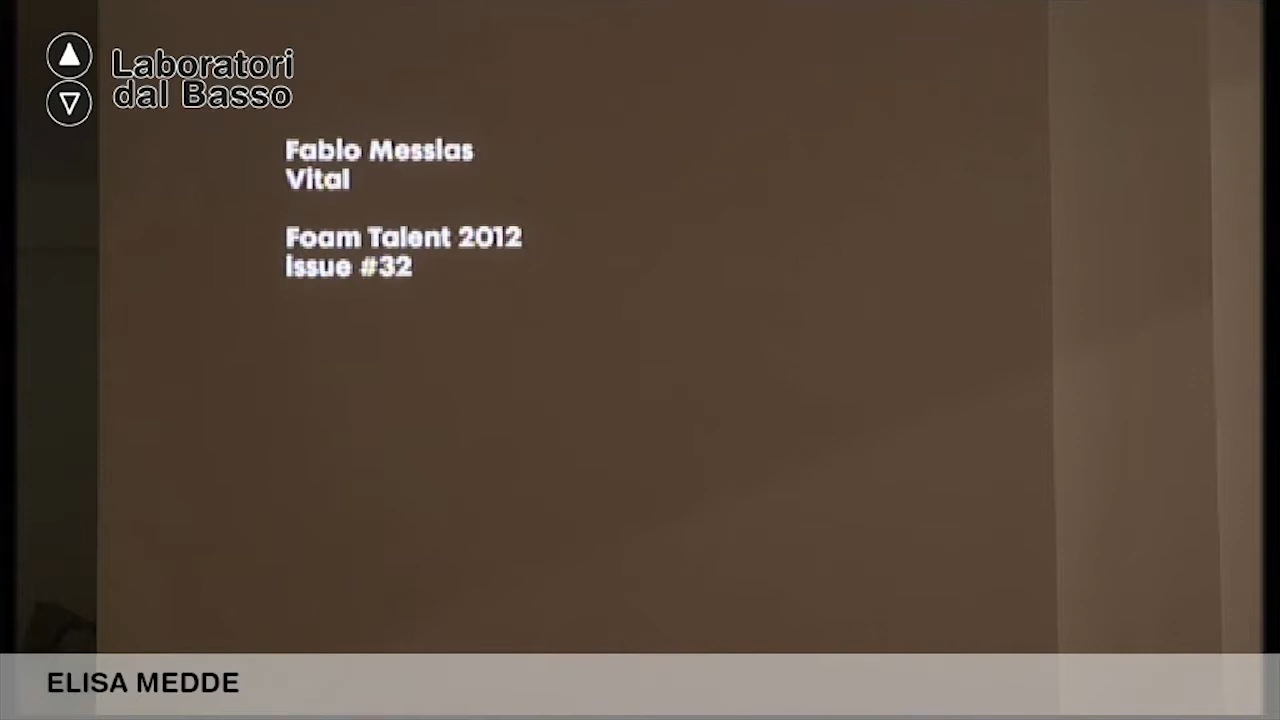 Laboratori
dal Basso
Fabio Messias
Vital
Foam Talent 2012
issue #32
ELISA MEDDE